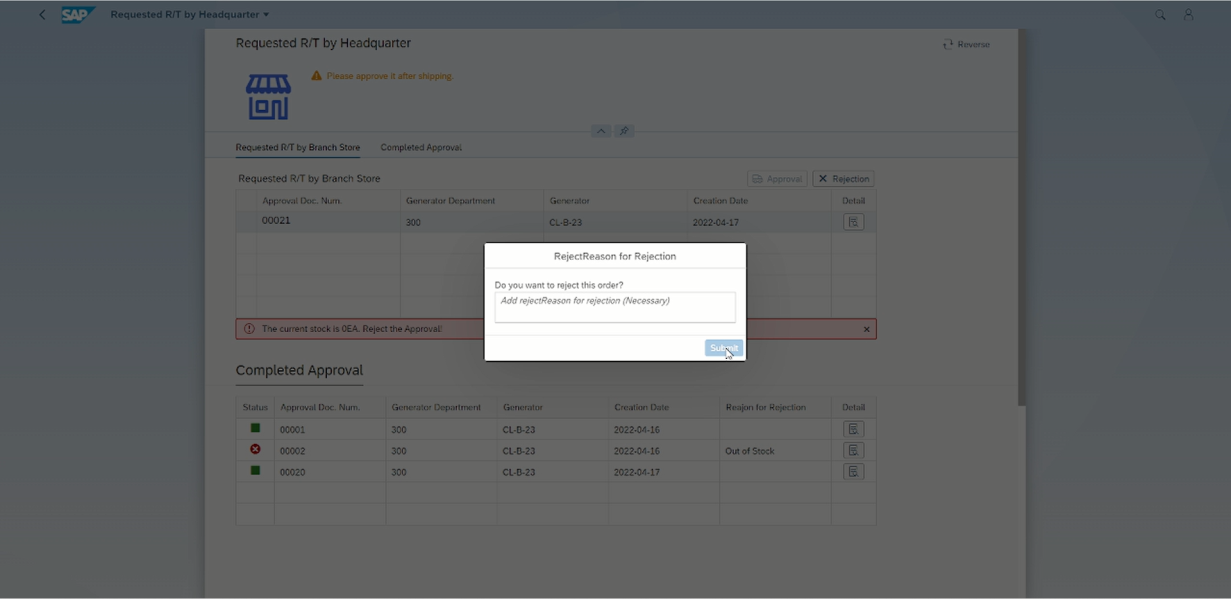 SAP Requested R/T by Headquarter
Requested R/T by Headquarter Reverse
Please approve it after shipping.
Requested R/T by Branch Store Completed Approval
Requested R/T by Branch Store Approval Rejection
Approval Doc. Num. Generator Department Generator Creation Date Detail
00021 300 CL-B-23 2022-04-17
RejectReason for Rejection
Do you want to reject this order?
Add rejectReason for rejection (Necessary)
The current stock is 0EA. Reject the Approval!
Submit
Completed Approval
Status Approval Doc. Num. Generator Department Generator Creation Date Reajon for Rejection Detail
00001 300 CL-B-23 2022-04-16
00002 300 CL-B-23 2022-04-16 Out of Stock
00020 300 CL-B-23 2022-04-17